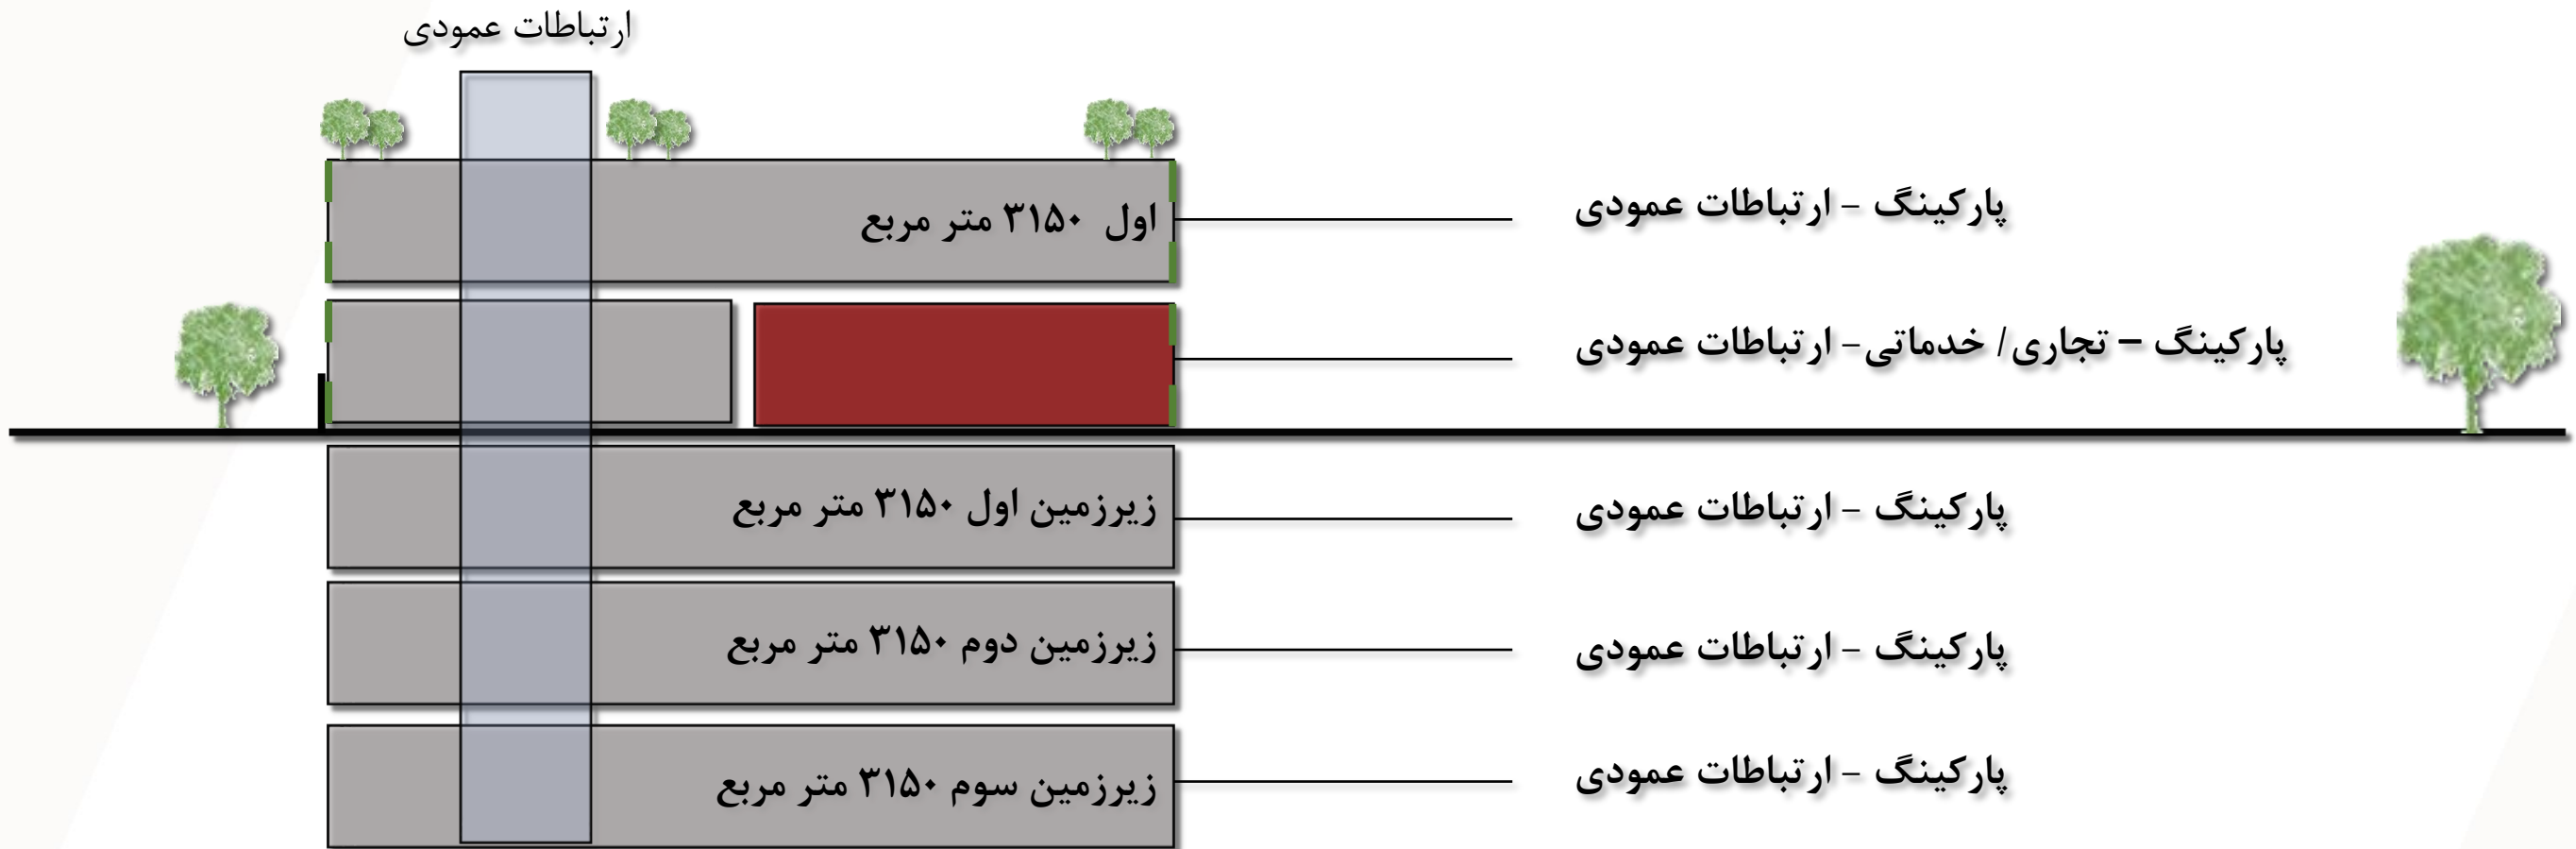 ارتباطات عمودی
اول ۳۱۵۰ متر مربع
پارکینگ – ارتباطات عمودی
پارکینگ – تجاری/ خدماتی– ارتباطات عمودی
زیرزمین اول ۳۱۵۰ متر مربع
پارکینگ – ارتباطات عمودی
زیرزمین دوم ۳۱۵۰ متر مربع
پارکینگ – ارتباطات عمودی
زیرزمین سوم ۳۱۵۰ متر مربع
پارکینگ – ارتباطات عمودی